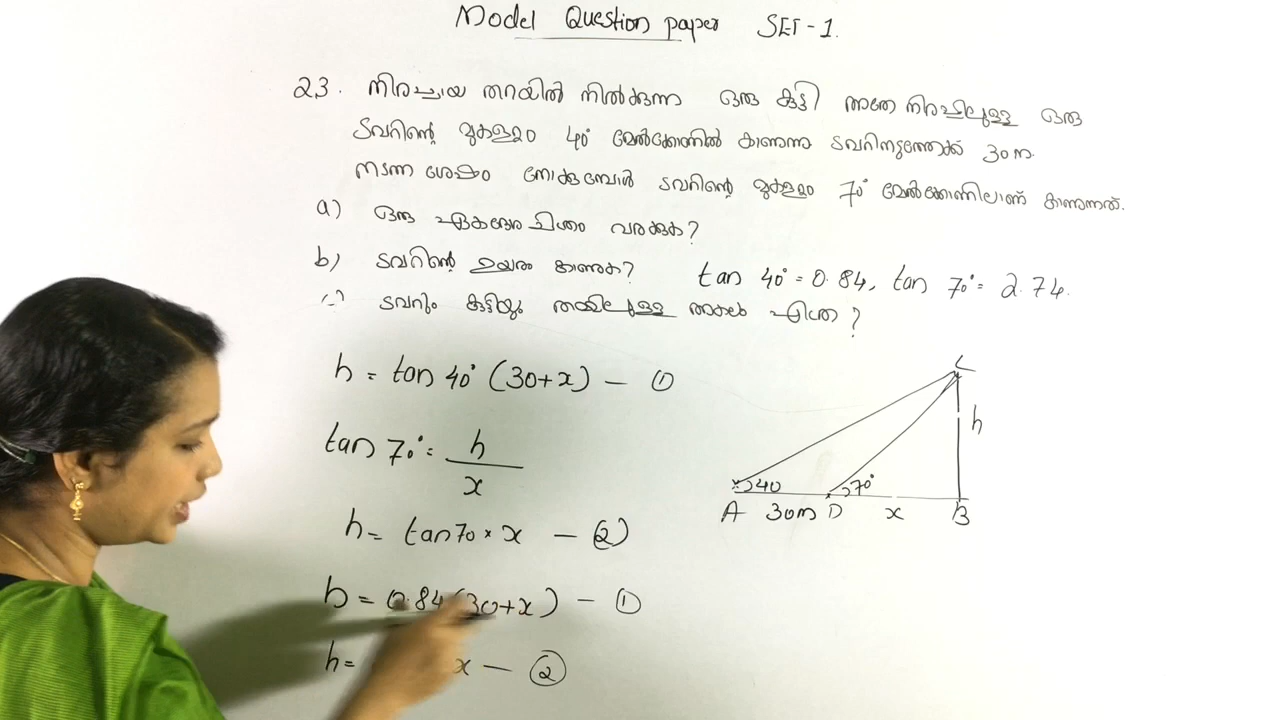 Model Question paper SET-1.
23. നിരപ്പായ തറയിൽ നിൽക്കുന്ന ഒരു കുട്ടി അതേ നിരപ്പിലുള്ള ഒരു
ടവറിന്റെ മുകളറ്റം 40° മേൽക്കോണിൽ കാണുന്നു ടവറിനടുത്തേക്ക് 30m
നടന്ന ശേഷം നോക്കുമ്പോൾ ടവറിന്റെ മുകളറ്റം 70° മേൽക്കോണിലാണ് കാണുന്നത്.
a) ഒരു ഏകദേശ ചിത്രം വരക്കുക?
b) ടവറിന്റെ ഉയരം കാണുക? tan 40° = 0.84, tan 70° = 2.74.
c) ടവറും കുട്ടിയും തമ്മിലുള്ള അകലം എത്ര?
h = tan 40° (30+x) — ①
tan 70° = h
x
h = tan70 × x — ②
h = 0.84(30+x) — ①
h = x — ②
C
h
40 70°
A 30m D x B